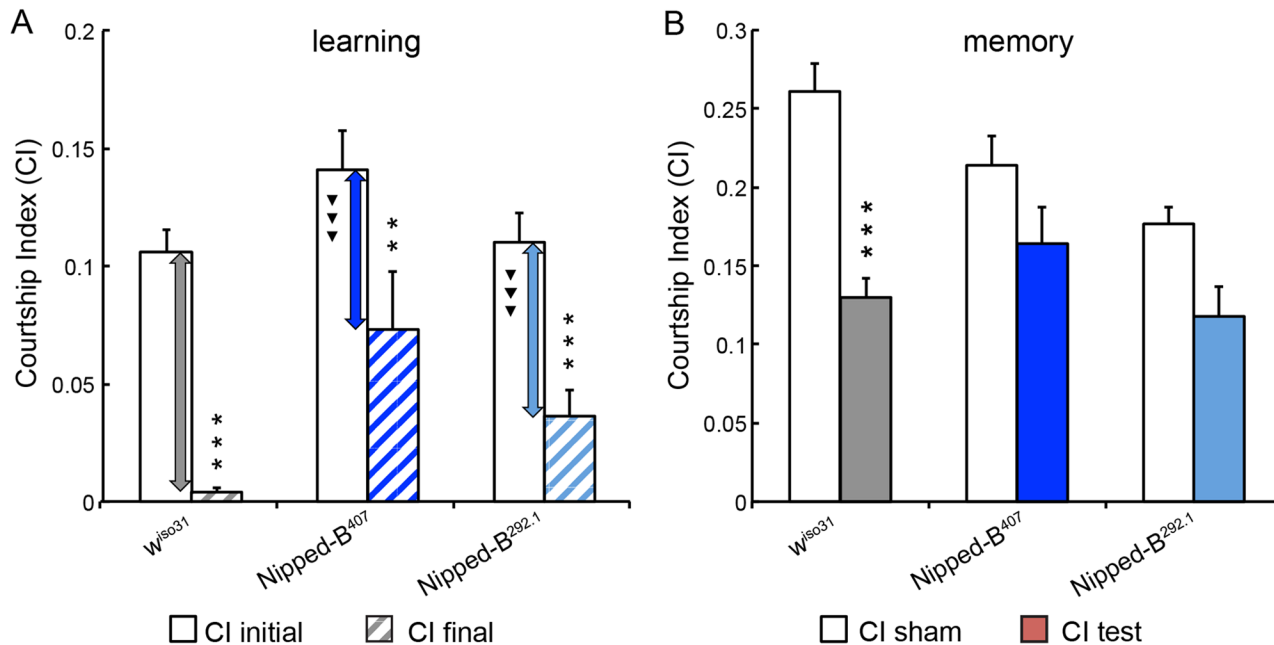 A
learning
Courtship Index (CI)
0.2
0.15
0.1
0.05
0
***
**
***
w^iso31
Nipped-B^407
Nipped-B^292.1
CI initial
CI final
B
memory
Courtship Index (CI)
0.3
0.25
0.2
0.15
0.1
0.05
0
***
w^iso31
Nipped-B^407
Nipped-B^292.1
CI sham
CI test